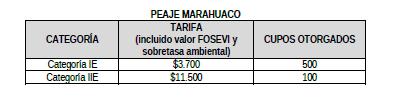 PEAJE MARAHUACO
CATEGORÍA
TARIFA
(incluido valor FOSEVI y
sobretasa ambiental)
CUPOS OTORGADOS
Categoría IE $3.700 500
Categoría IIE $11.500 100